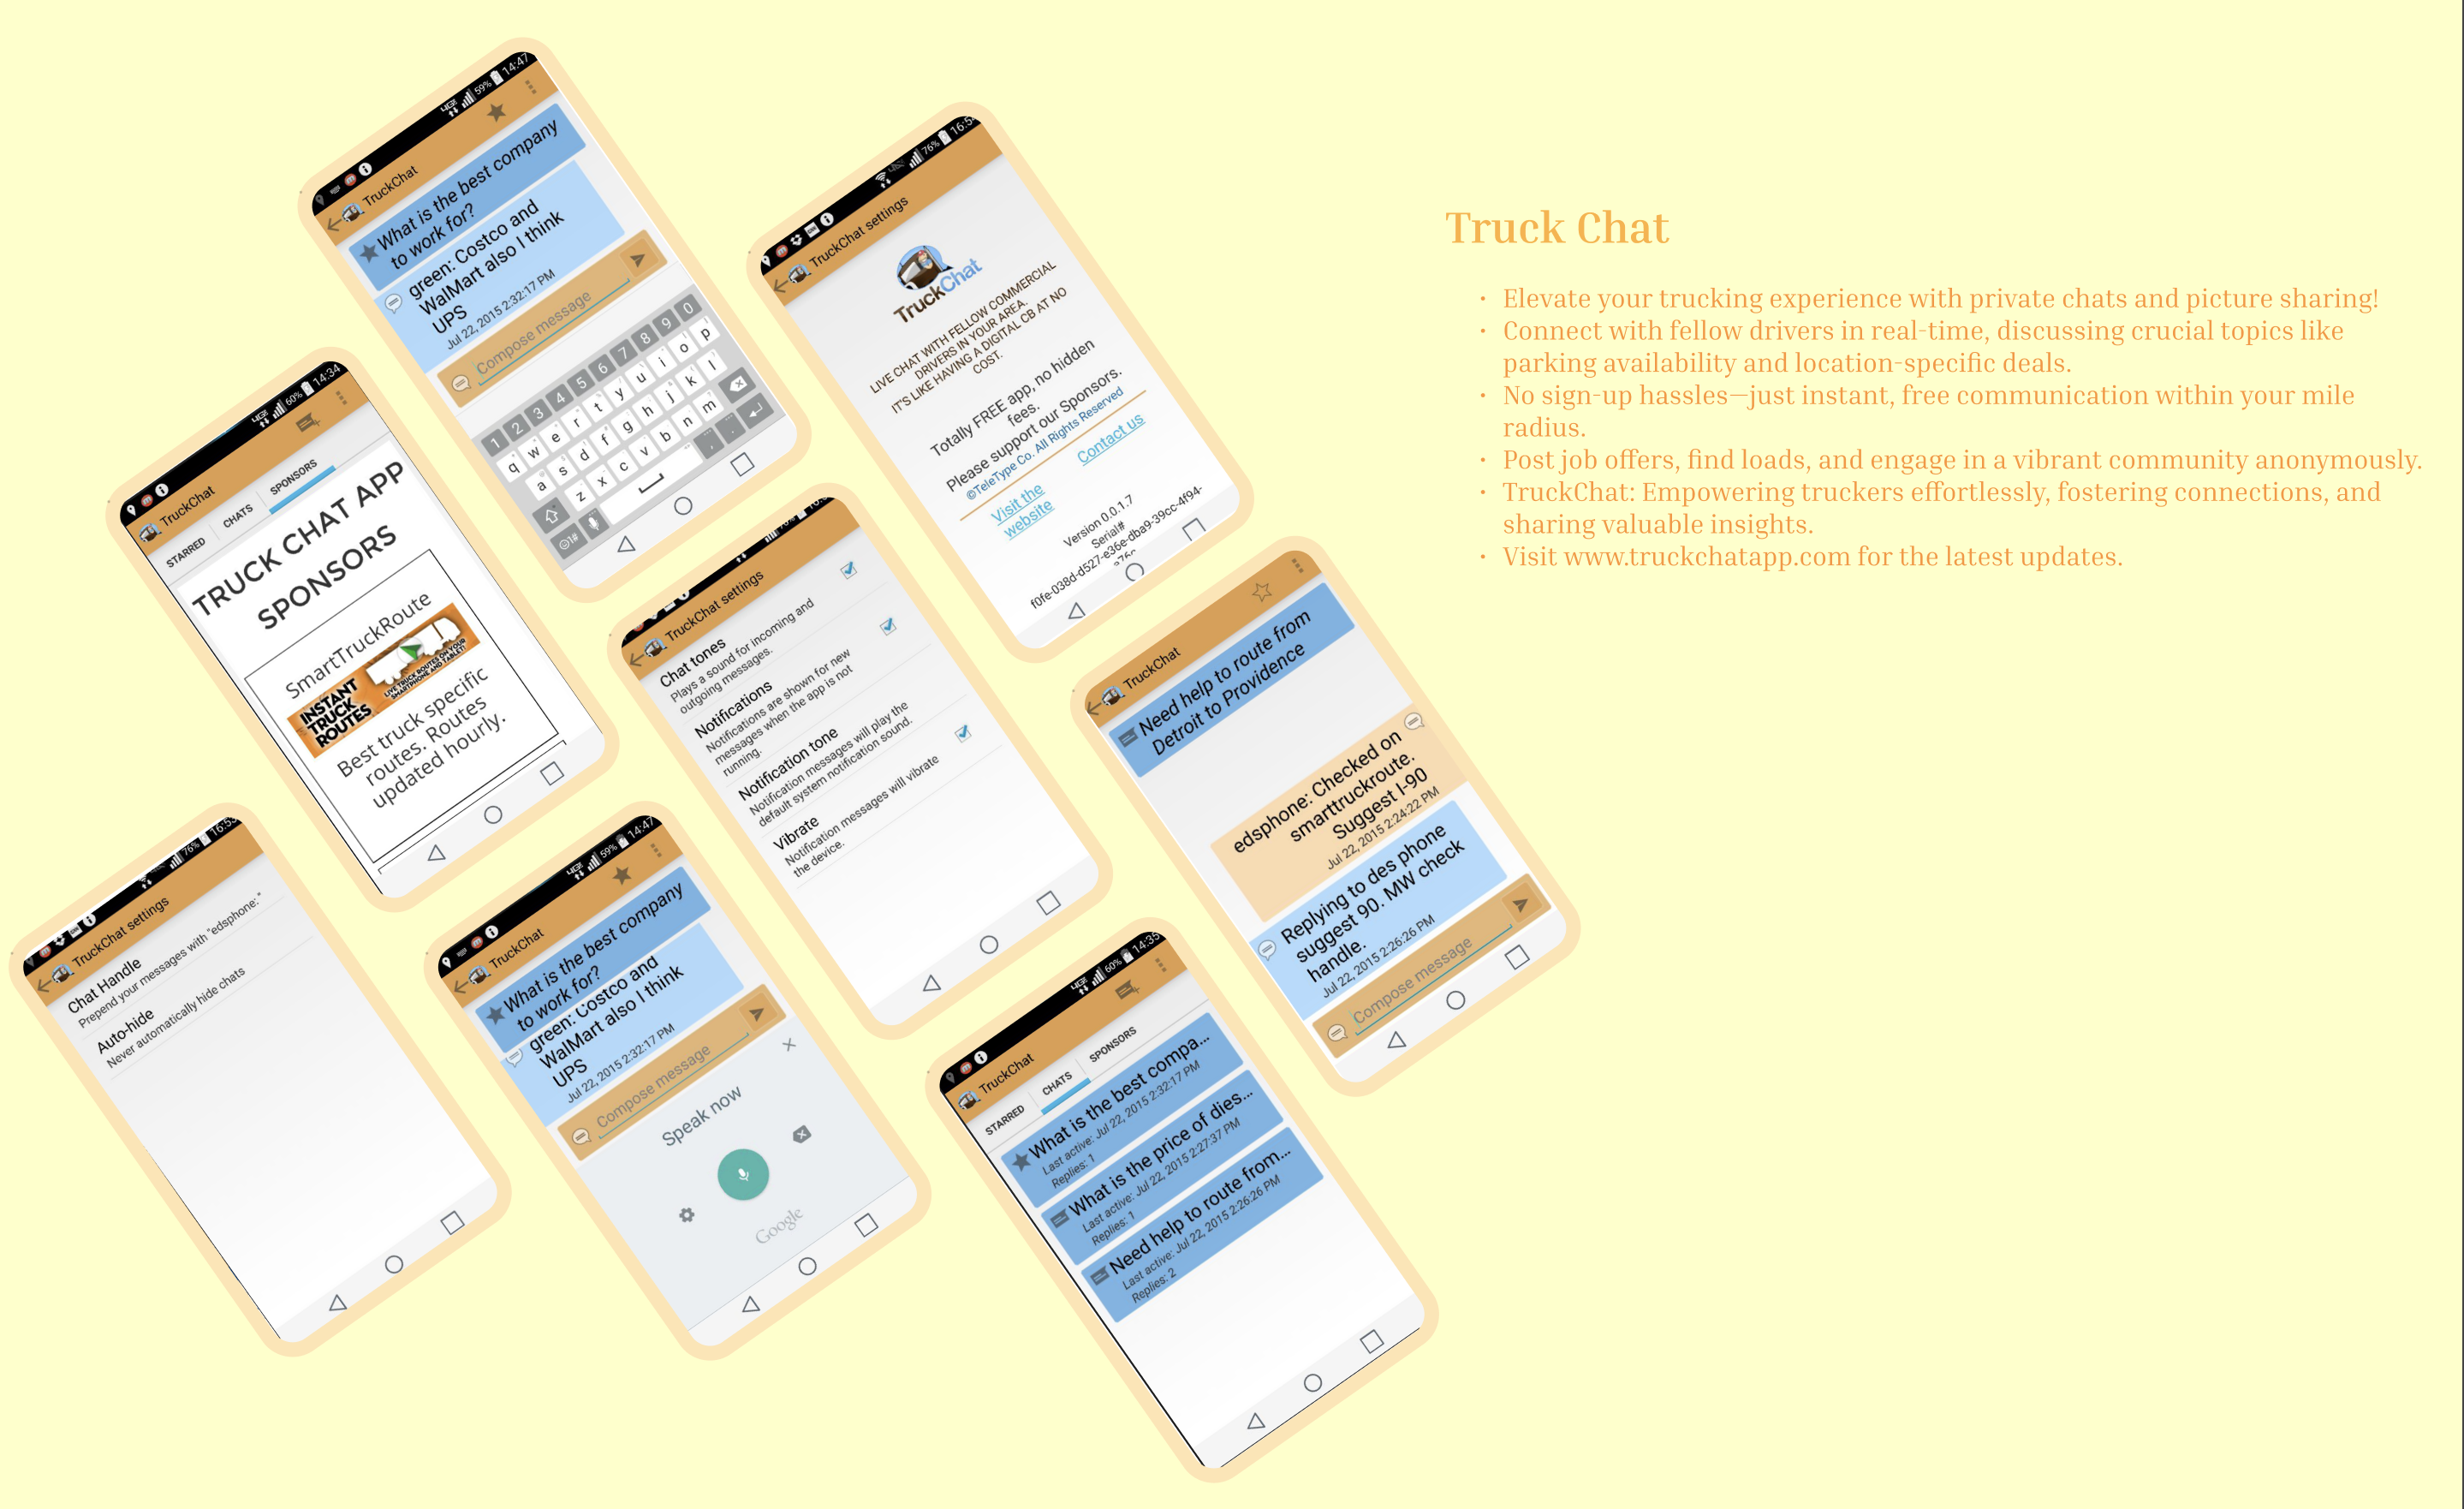 Truck Chat
• Elevate your trucking experience with private chats and picture sharing!
• Connect with fellow drivers in real-time, discussing crucial topics like
parking availability and location-specific deals.
• No sign-up hassles—just instant, free communication within your mile
radius.
• Post job offers, find loads, and engage in a vibrant community anonymously.
• TruckChat: Empowering truckers effortlessly, fostering connections, and
sharing valuable insights.
• Visit www.truckchatapp.com for the latest updates.
59% 14:47
TruckChat
What is the best company
to work for?
green: Costco and
WalMart also I think
UPS
Jul 22, 2015 2:32:17 PM
Compose message
1 2 3 4 5 6 7 8 9 0
q w e r t y u i o p
a s d f g h j k l
z x c v b n m
, .
76% 16:54
TruckChat settings
TruckChat
LIVE CHAT WITH FELLOW COMMERCIAL
DRIVERS IN YOUR AREA.
IT'S LIKE HAVING A DIGITAL CB AT NO
COST.
Totally FREE app, no hidden
fees.
Please support our Sponsors.
©TeleType Co. All Rights Reserved
Visit the
website
Contact us
Version 0.0.1.7
Serial#
f0fe-038d-d527-e36e-dba9-39cc-4f94-
60% 14:34
TruckChat
STARRED CHATS SPONSORS
TRUCK CHAT APP
SPONSORS
SmartTruckRoute
INSTANT
TRUCK
ROUTES
LIVE TRUCK ROUTES ON YOUR
SMARTPHONE AND TABLET!
Best truck specific
routes. Routes
updated hourly.
TruckChat settings
Chat tones
Plays a sound for incoming and
outgoing messages.
Notifications
Notifications are shown for new
messages when the app is not
running.
Notification tone
Notification messages will play the
default system notification sound.
Vibrate
Notification messages will vibrate
the device.
TruckChat
Need help to route from
Detroit to Providence
edsphone: Checked on
smarttruckroute.
Suggest I-90
Jul 22, 2015 2:24:22 PM
Replying to des phone
suggest 90. MW check
handle.
Jul 22, 2015 2:26:26 PM
Compose message
76% 16:53
TruckChat settings
Chat Handle
Prepend your messages with "edsphone:"
Auto-hide
Never automatically hide chats
59% 14:47
TruckChat
What is the best company
to work for?
green: Costco and
WalMart also I think
UPS
Jul 22, 2015 2:32:17 PM
Compose message
Speak now
Google
60% 14:35
TruckChat
STARRED CHATS SPONSORS
What is the best compa...
Last active: Jul 22, 2015 2:32:17 PM
Replies: 1
What is the price of dies...
Last active: Jul 22, 2015 2:27:37 PM
Replies: 1
Need help to route from...
Last active: Jul 22, 2015 2:26:26 PM
Replies: 2